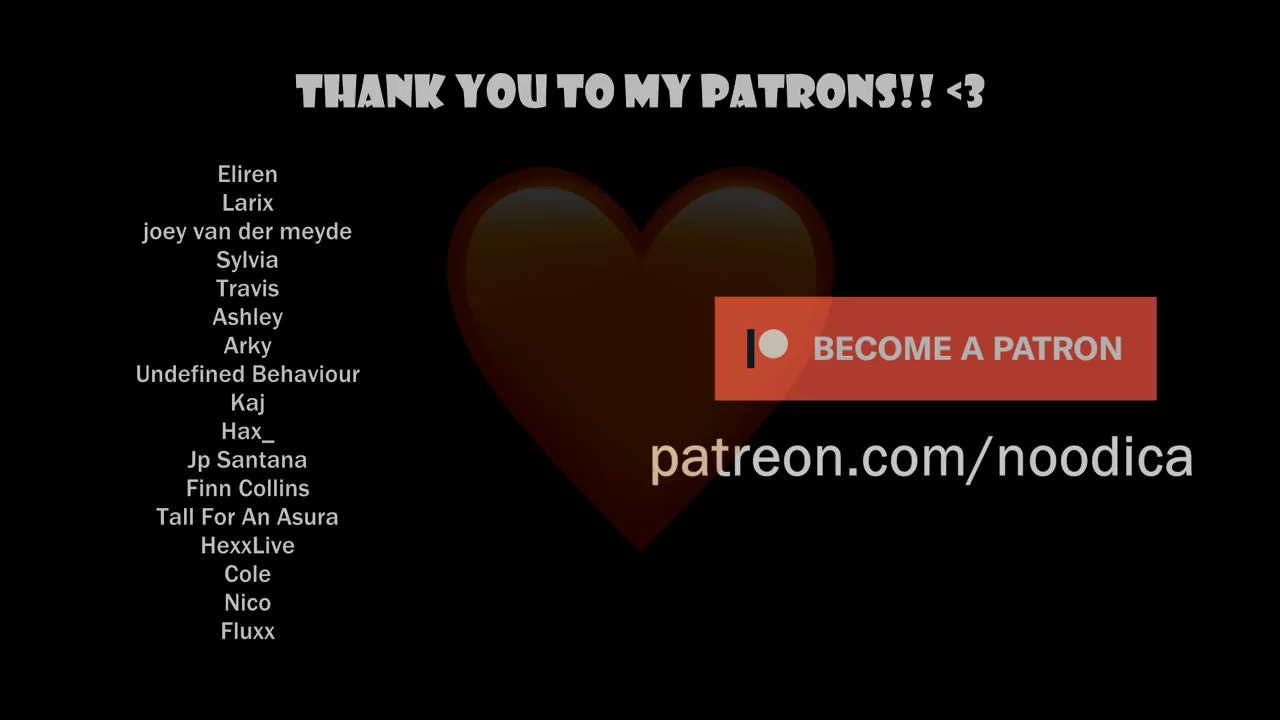 THANK YOU TO MY PATRONS!! <3
Eliren
Larix
joey van der meyde
Sylvia
Travis
Ashley
Arky
Undefined Behaviour
Kaj
Hax_
Jp Santana
Finn Collins
Tall For An Asura
HexxLive
Cole
Nico
Fluxx
BECOME A PATRON
patreon.com/noodica